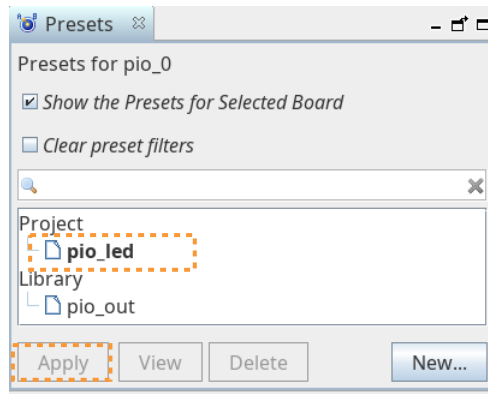 Presets
Presets for pio_0
Show the Presets for Selected Board
Clear preset filters
Project
pio_led
Library
pio_out
Apply View Delete New...